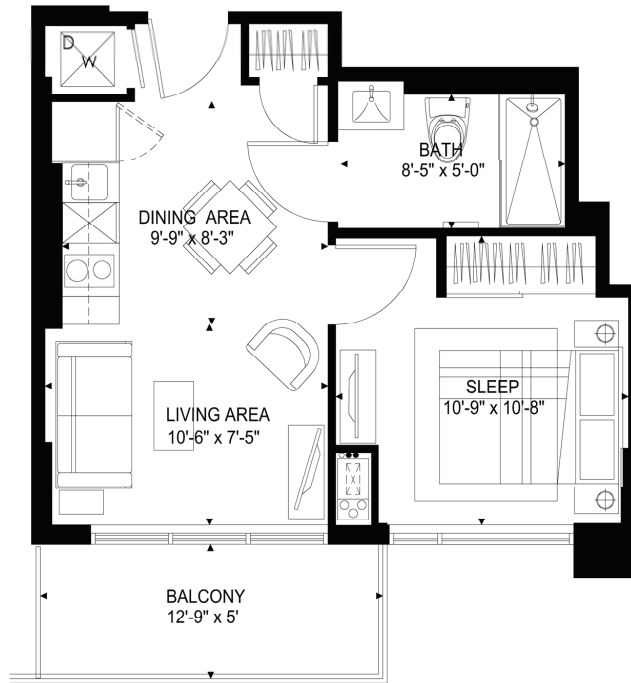 D
W
BATH
8'-5" x 5'-0"
DINING AREA
9'-9" x 8'-3"
SLEEP
10'-9" x 10'-8"
LIVING AREA
10'-6" x 7'-5"
BALCONY
12'-9" x 5'